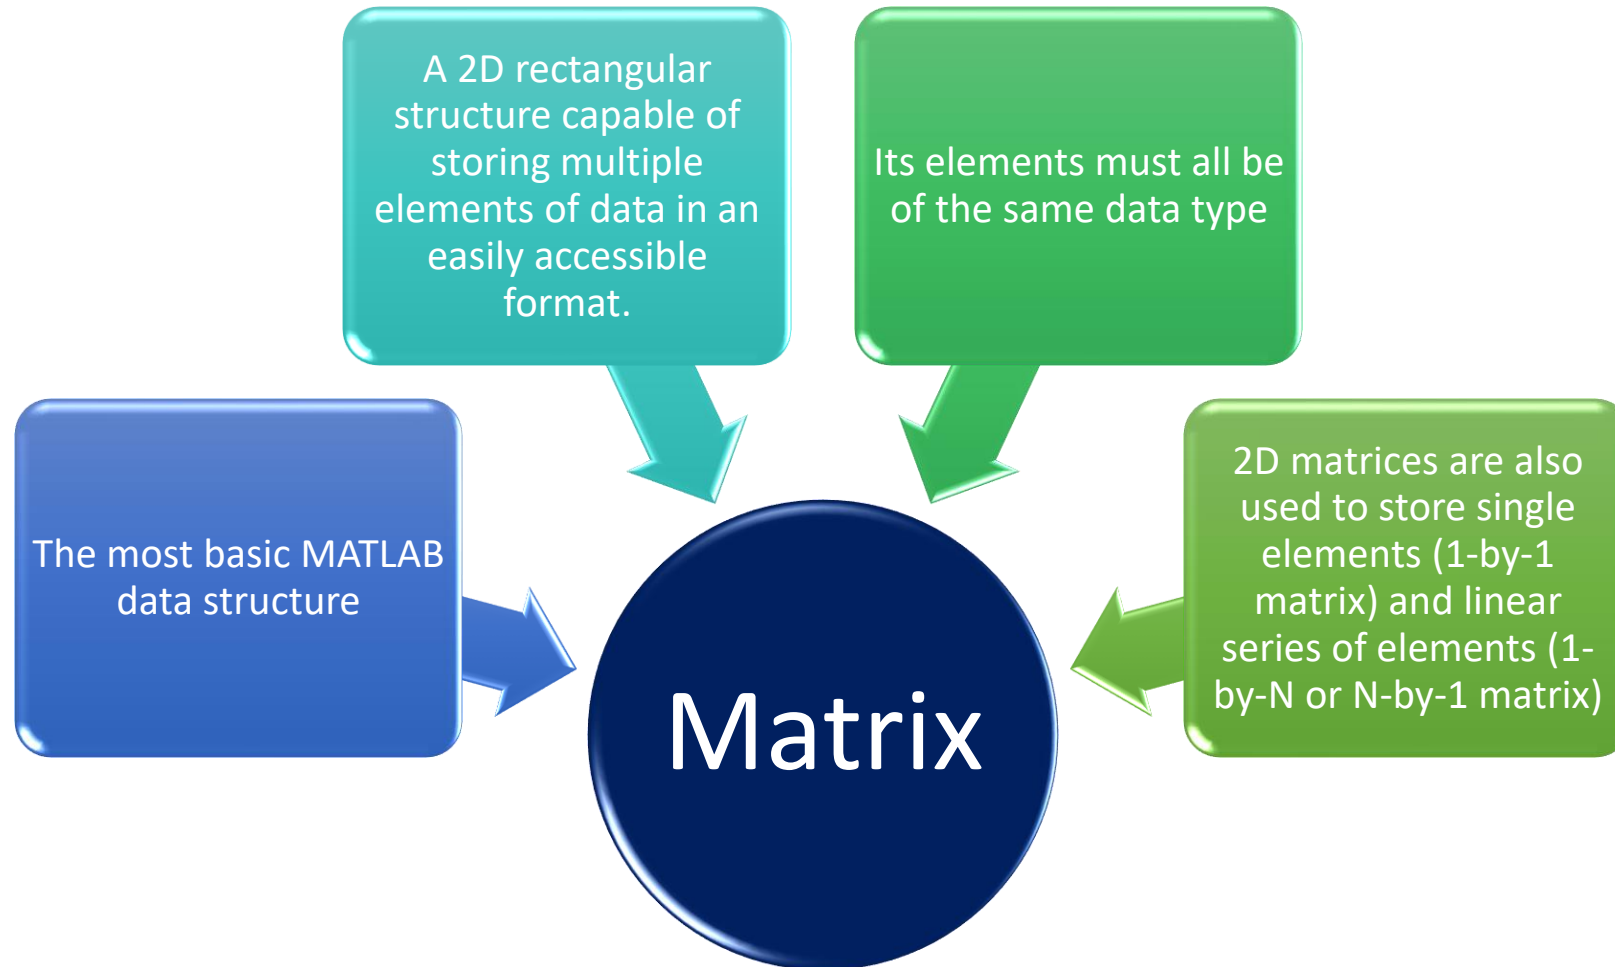 A 2D rectangular
structure capable of
storing multiple
elements of data in an
easily accessible
format.
Its elements must all be
of the same data type
The most basic MATLAB
data structure
2D matrices are also
used to store single
elements (1-by-1
matrix) and linear
series of elements (1-
by-N or N-by-1 matrix)
Matrix